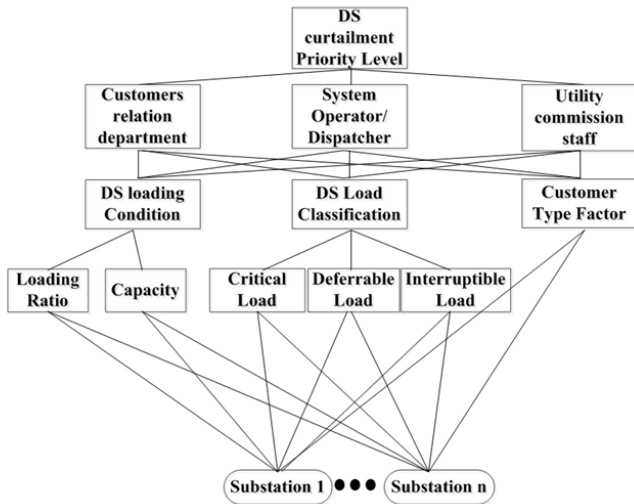 DS
curtailment
Priority Level
Customers
relation
department
System
Operator/
Dispatcher
Utility
commission
staff
DS loading
Condition
DS Load
Classification
Customer
Type Factor
Loading
Ratio
Capacity
Critical
Load
Deferrable
Load
Interruptible
Load
Substation 1
Substation n